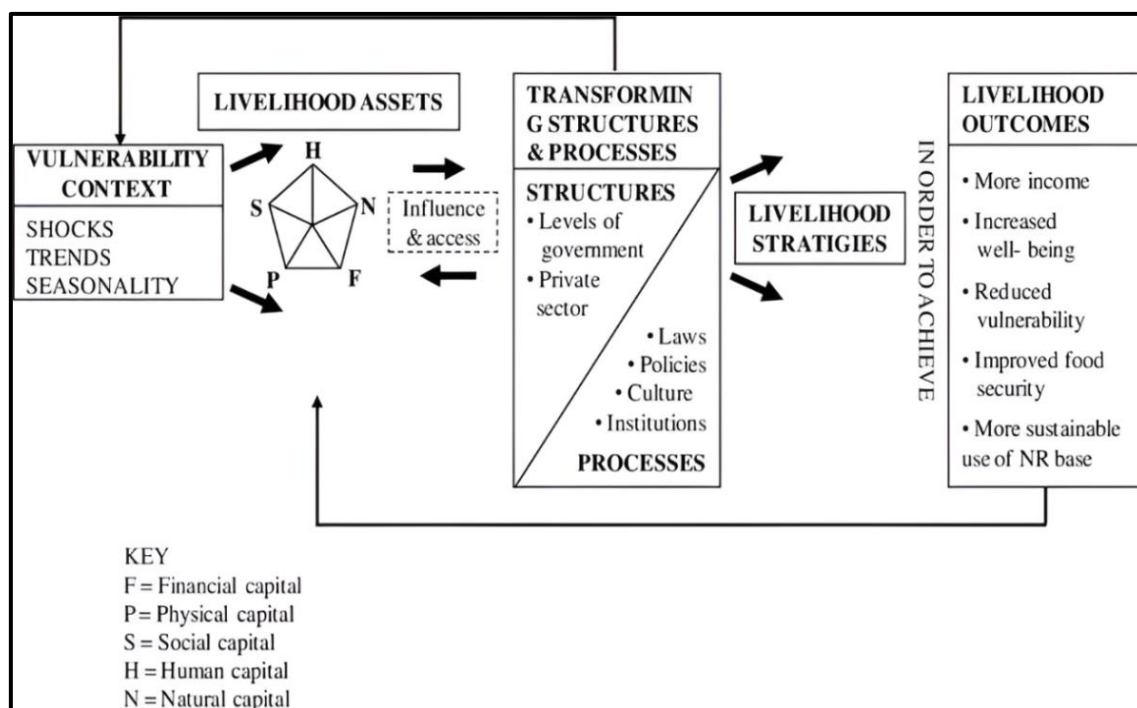 LIVELIHOOD ASSETS
VULNERABILITY
CONTEXT
SHOCKS
TRENDS
SEASONALITY
H
S
N
P
F
Influence
& access
TRANSFORMIN
G STRUCTURES
& PROCESSES
STRUCTURES
• Levels of
government
• Private
sector
• Laws
• Policies
• Culture
• Institutions
PROCESSES
LIVELIHOOD
STRATIGIES
IN ORDER TO ACHIEVE
LIVELIHOOD
OUTCOMES
• More income
• Increased
well- being
• Reduced
vulnerability
• Improved food
security
• More sustainable
use of NR base
KEY
F = Financial capital
P= Physical capital
S = Social capital
H = Human capital
N = Natural capital